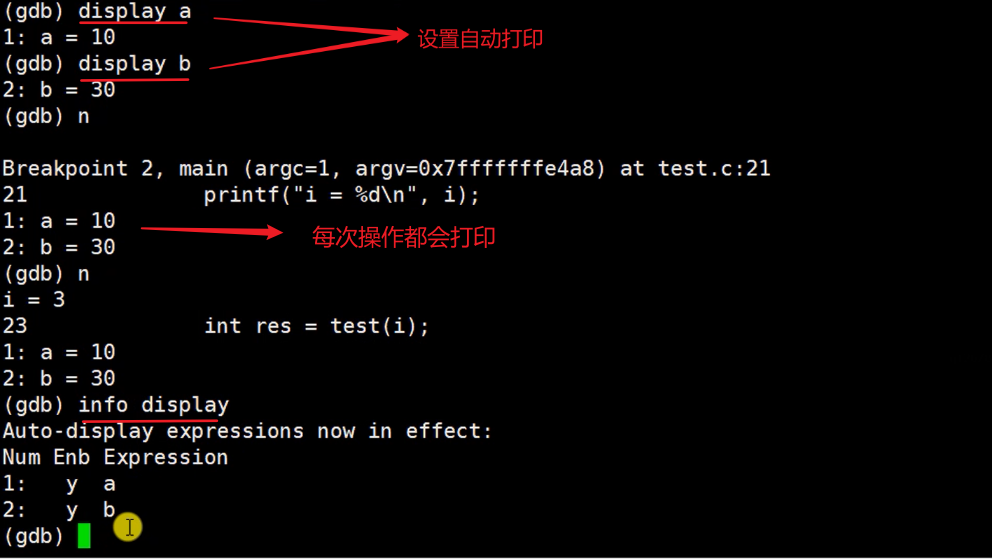 (gdb) display a
1: a = 10
设置自动打印
(gdb) display b
2: b = 30
(gdb) n
Breakpoint 2, main (argc=1, argv=0x7fffffffe4a8) at test.c:21
21 printf("i = %d\n", i);
1: a = 10
每次操作都会打印
2: b = 30
(gdb) n
i = 3
23 int res = test(i);
1: a = 10
2: b = 30
(gdb) info display
Auto-display expressions now in effect:
Num Enb Expression
1: y a
2: y b
(gdb)